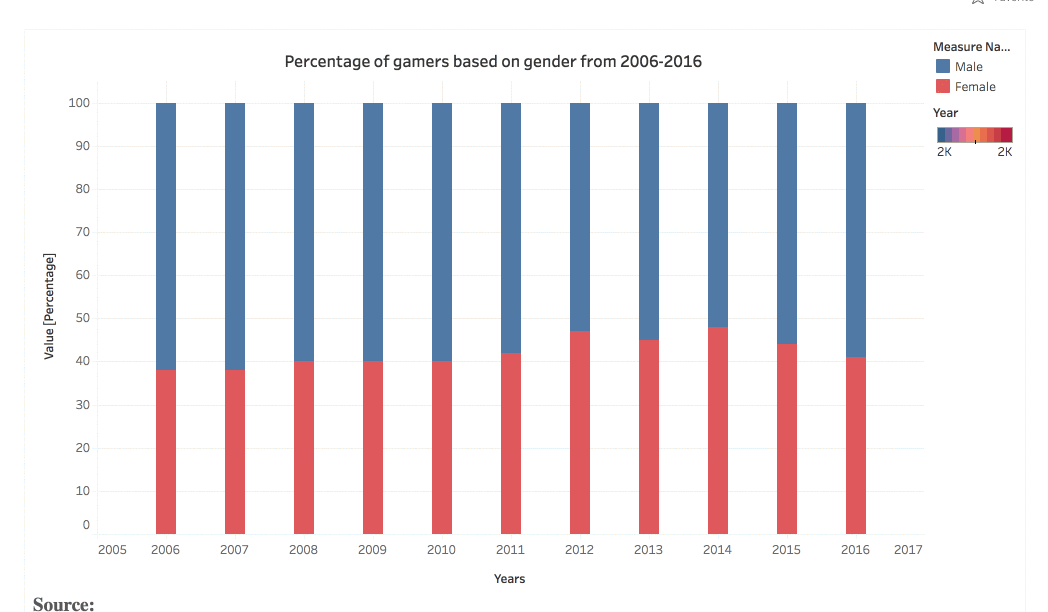 Percentage of gamers based on gender from 2006-2016
Measure Na...
Male
Female
Year
2K 2K
Value [Percentage]
100
90
80
70
60
50
40
30
20
10
0
2005 2006 2007 2008 2009 2010 2011 2012 2013 2014 2015 2016 2017
Years
Source: